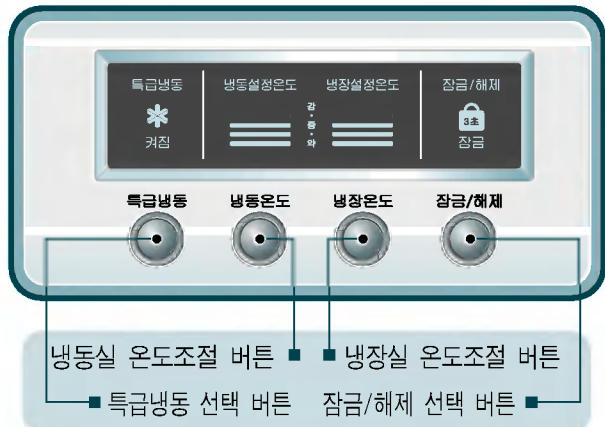 특급냉동 냉동설정온도 냉장설정온도 잠금/해제
강·중·약
3초
켜짐 잠금
특급냉동 냉동온도 냉장온도 잠금/해제
냉동실 온도조절 버튼 냉장실 온도조절 버튼
특급냉동 선택 버튼 잠금/해제 선택 버튼